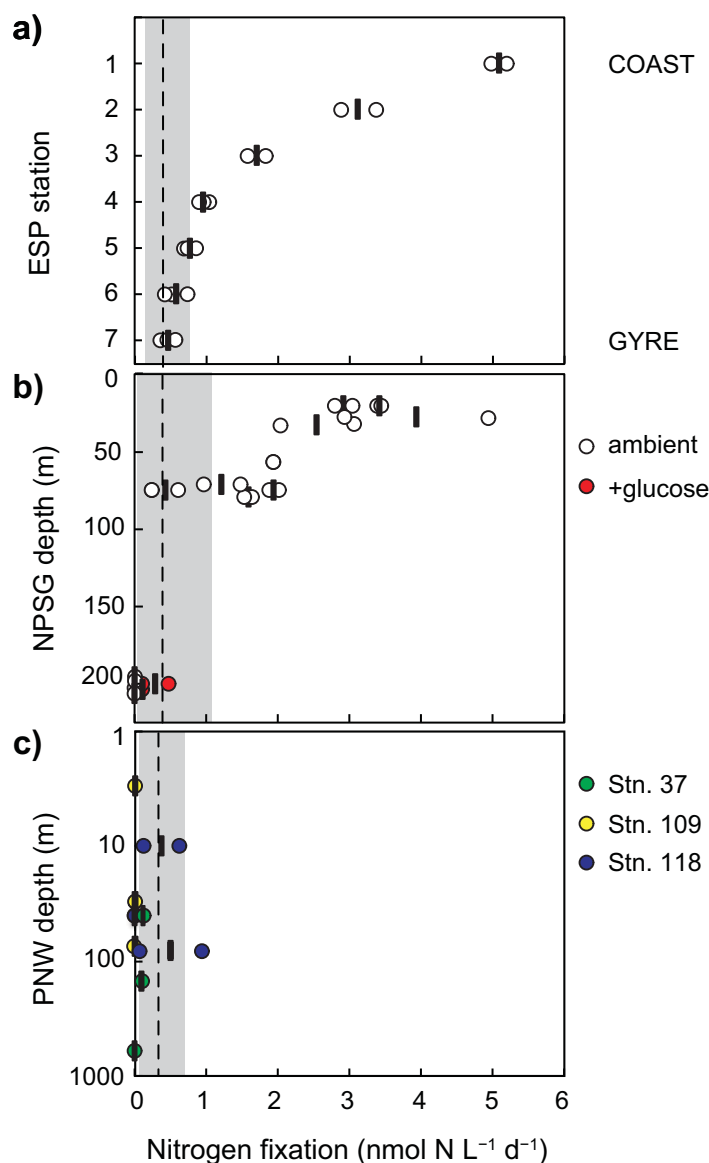 a)
ESP station
1
2
3
4
5
6
7
COAST
GYRE
b)
NPSG depth (m)
0
50
100
150
200
ambient
+glucose
c)
PNW depth (m)
1
10
100
1000
Stn. 37
Stn. 109
Stn. 118
0 1 2 3 4 5 6
Nitrogen fixation (nmol N L⁻¹ d⁻¹)